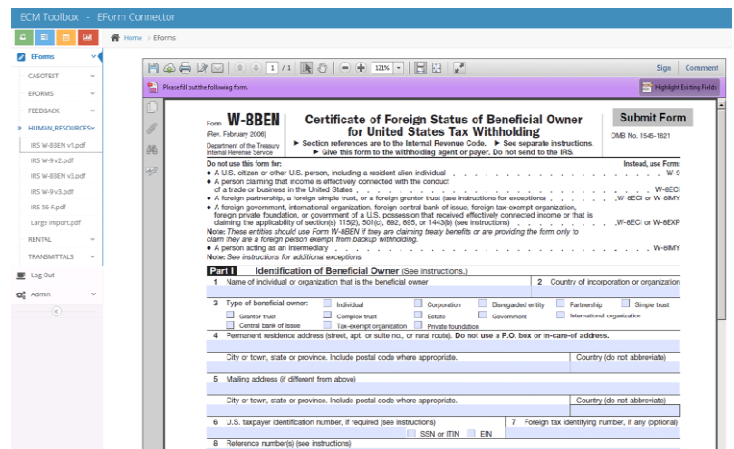 ECM Toolbox - EForm Connector
Home > EForms
EForms
CASOTEST
EFORMS
FEEDBACK
HUMAN_RESOURCES
IRS W-8BEN v1.pdf
IRS W-9 v2.pdf
IRS W-8BEN v3.pdf
IRS W-9 v3.pdf
IRS SS-F.pdf
Large Import.pdf
RENTAL
TRANSMITTALS
Log Out
Admin
1 / 1
121%
Sign Comment
Please fill out the following form.
Highlight Existing Fields
Form W-8BEN
(Rev. February 2006)
Department of the Treasury
Internal Revenue Service
Certificate of Foreign Status of Beneficial Owner
for United States Tax Withholding
► Section references are to the Internal Revenue Code. ► See separate instructions.
► Give this form to the withholding agent or payer. Do not send to the IRS.
Submit Form
OMB No. 1545-1621
Do not use this form for: Instead, use Form:
• A U.S. citizen or other U.S. person, including a resident alien individual W-9
• A person claiming that income is effectively connected with the conduct
of a trade or business in the United States W-8ECI
• A foreign partnership, a foreign simple trust, or a foreign grantor trust (see instructions for exceptions) W-8ECI or W-8IMY
• A foreign government, international organization, foreign central bank of issue, foreign tax-exempt organization,
foreign private foundation, or government of a U.S. possession that received effectively connected income or that is
claiming the applicability of section(s) 115(2), 501(c), 892, 895, or 1443(b) (see instructions) W-8ECI or W-8EXP
Note: These entities should use Form W-8BEN if they are claiming treaty benefits or are providing the form only to
claim they are a foreign person exempt from backup withholding.
• A person acting as an intermediary W-8IMY
Note: See instructions for additional exceptions
Part I Identification of Beneficial Owner (See instructions.)
1 Name of individual or organization that is the beneficial owner
2 Country of incorporation or organization
3 Type of beneficial owner: Individual Corporation Disregarded entity Partnership Simple trust
Grantor trust Complex trust Estate Government International organization
Central bank of issue Tax-exempt organization Private foundation
4 Permanent residence address (street, apt. or suite no., or rural route). Do not use a P.O. box or in-care-of address.
City or town, state or province. Include postal code where appropriate. Country (do not abbreviate)
5 Mailing address (if different from above)
City or town, state or province. Include postal code where appropriate. Country (do not abbreviate)
6 U.S. taxpayer identification number, if required (see instructions)
SSN or ITIN EIN
7 Foreign tax identifying number, if any (optional)
8 Reference number(s) (see instructions)